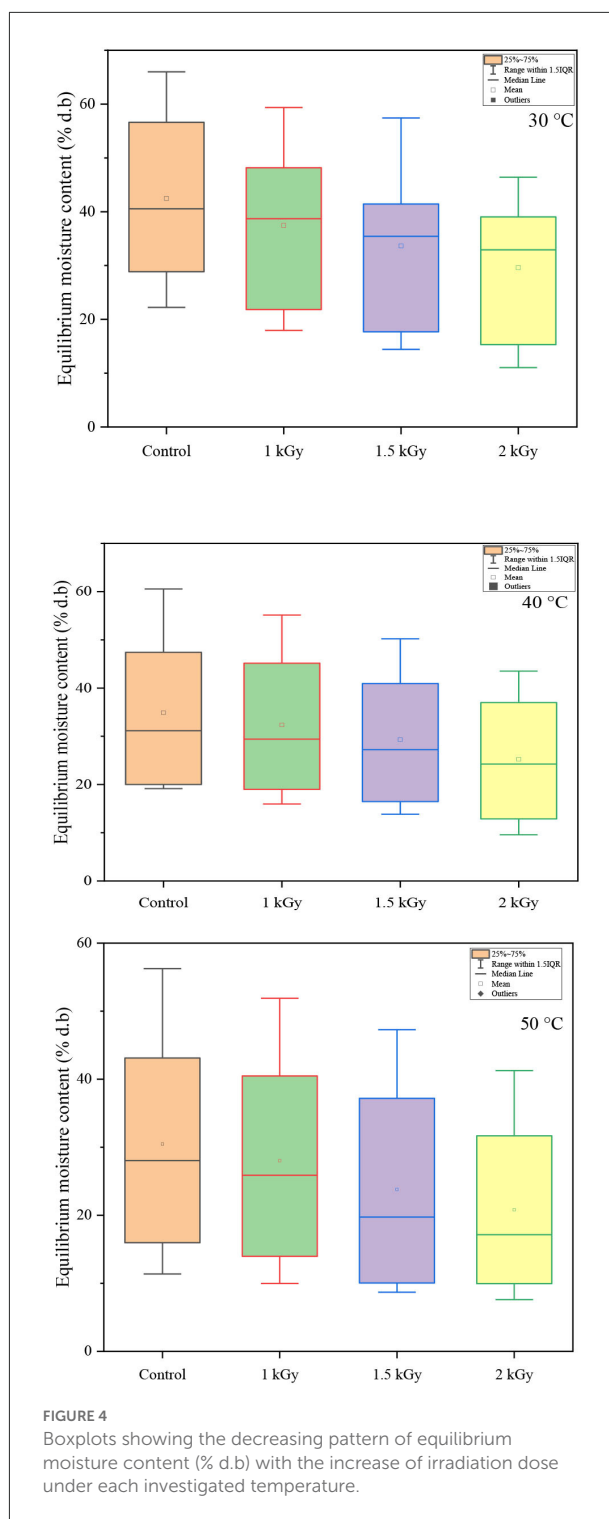 25%~75%
Range within 1.5IQR
Median Line
Mean
Outliers
30 °C
Equilibrium moisture content (% d.b)
60
40
20
0
Control 1 kGy 1.5 kGy 2 kGy
25%~75%
Range within 1.5IQR
Median Line
Mean
Outliers
40 °C
Equilibrium moisture content (% d.b)
60
40
20
0
Control 1 kGy 1.5 kGy 2 kGy
25%~75%
Range within 1.5IQR
Median Line
Mean
Outliers
50 °C
Equilibrium moisture content (% d.b)
60
40
20
0
Control 1 kGy 1.5 kGy 2 kGy
FIGURE 4
Boxplots showing the decreasing pattern of equilibrium
moisture content (% d.b) with the increase of irradiation dose
under each investigated temperature.